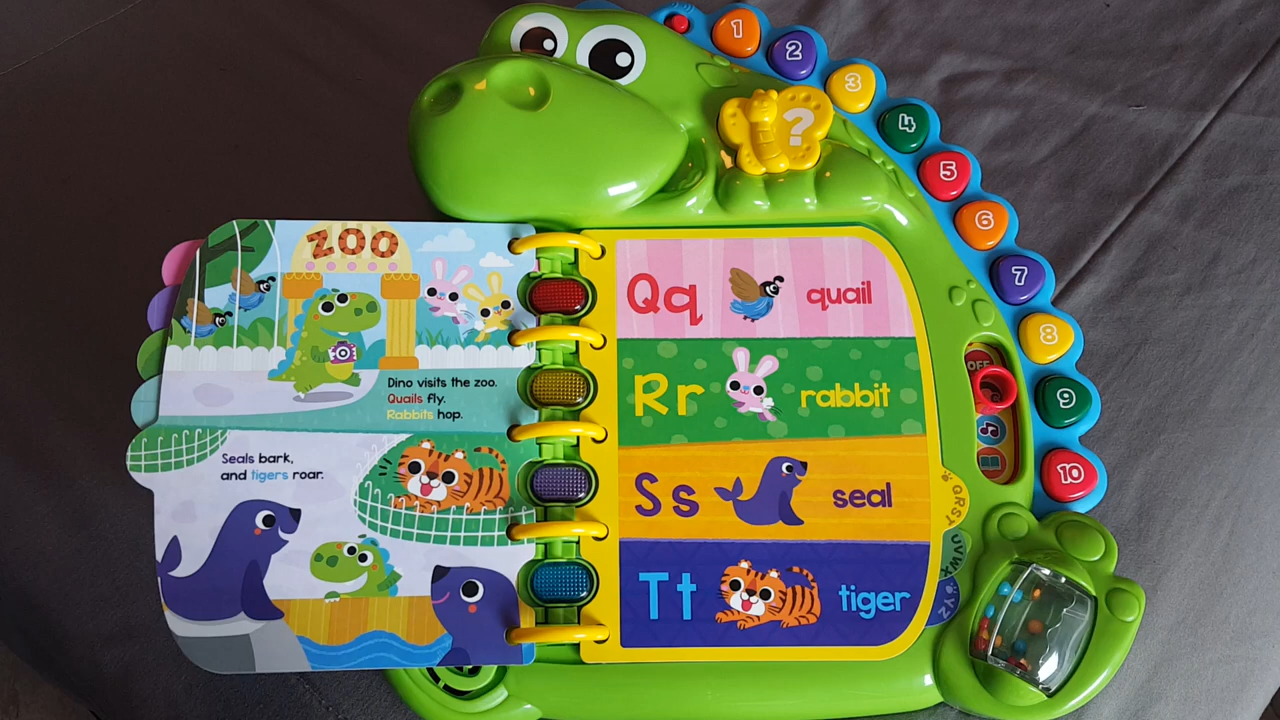 1
2
3
4
5
6
7
8
9
10
?
OFF
ZOO
Dino visits the zoo.
Quails fly.
Rabbits hop.
Seals bark,
and tigers roar.
Qq quail
Rr rabbit
Ss seal
Tt tiger
QRST
UVWX
YZ